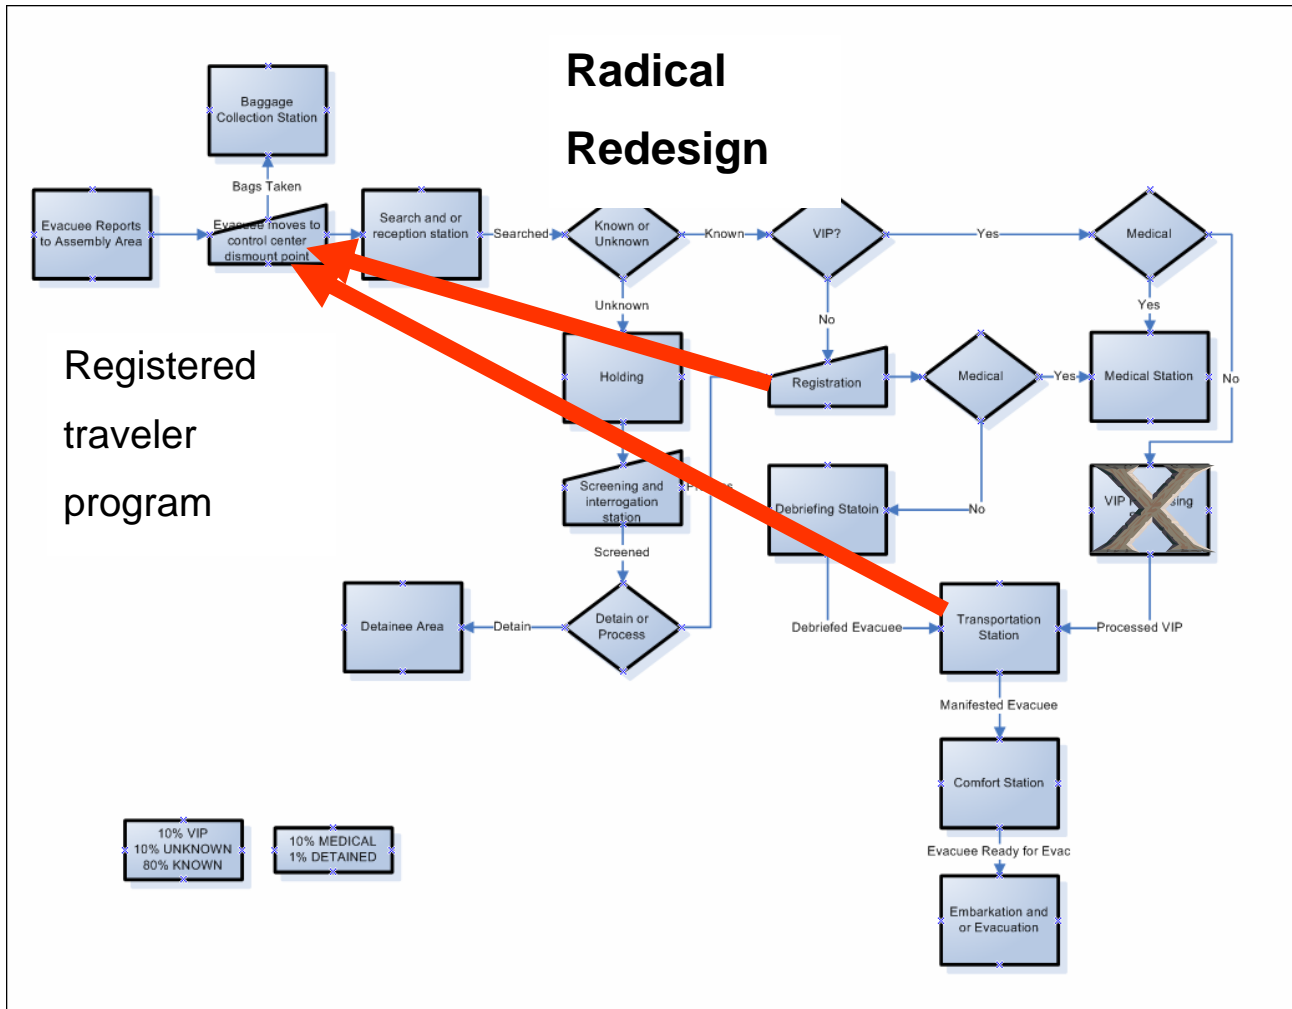 Radical
Redesign
Baggage
Collection Station
Bags Taken
Evacuee Reports
to Assembly Area
Evacuee moves to
control center
dismount point
Search and or
reception station
Searched
Known or
Unknown
Known
VIP?
Yes
Medical
Unknown
No
Yes
No
Registered
traveler
program
Holding
Registration
Medical
Yes
Medical Station
Screening and
interrogation
station
Debriefing Statoin
No
VIP
Screened
Detainee Area
Detain
Detain or
Process
Debriefed Evacuee
Transportation
Station
Processed VIP
Manifested Evacuee
Comfort Station
10% VIP
10% UNKNOWN
80% KNOWN
10% MEDICAL
1% DETAINED
Evacuee Ready for Evac
Embarkation and
or Evacuation